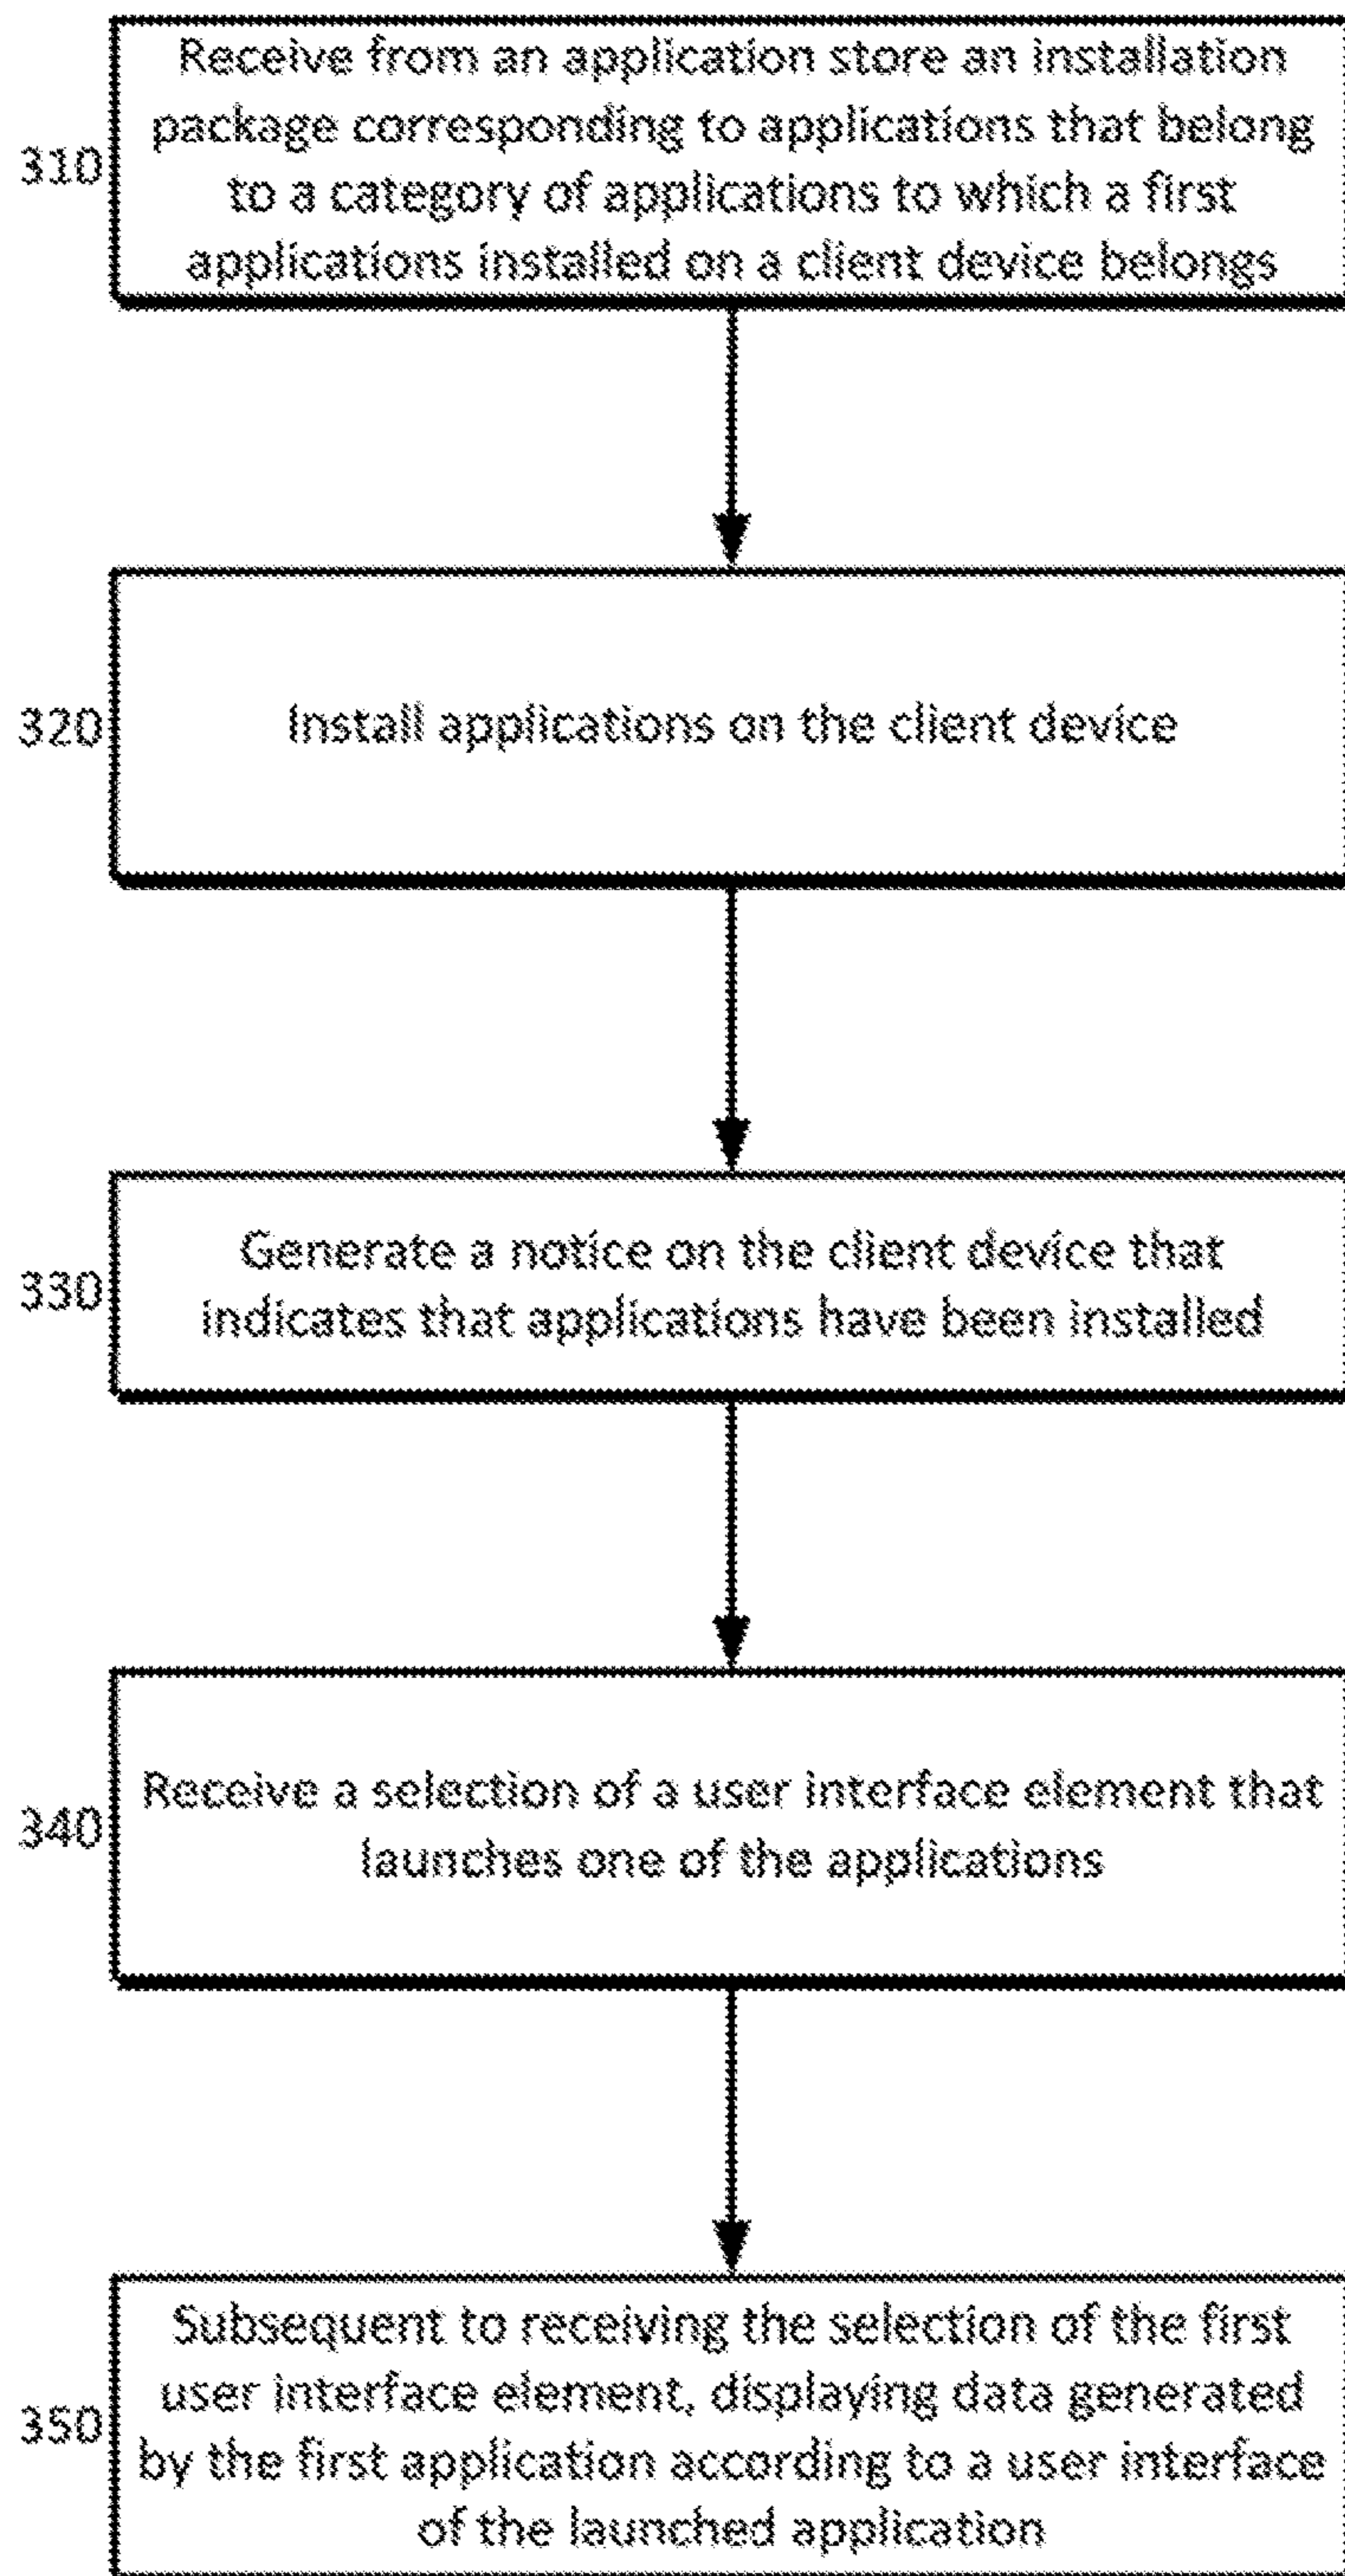 Receive from an application store an installation
package corresponding to applications that belong
310
to a category of applications to which a first
applications installed on a client device belongs
320
Install applications on the client device
Generate a notice on the client device that
330
indicates that applications have been installed
Receive a selection of a user interface element that
340
launches one of the applications
Subsequent to receiving the selection of the first
user interface element, displaying data generated
350
by the first application according to a user interface
of the launched application